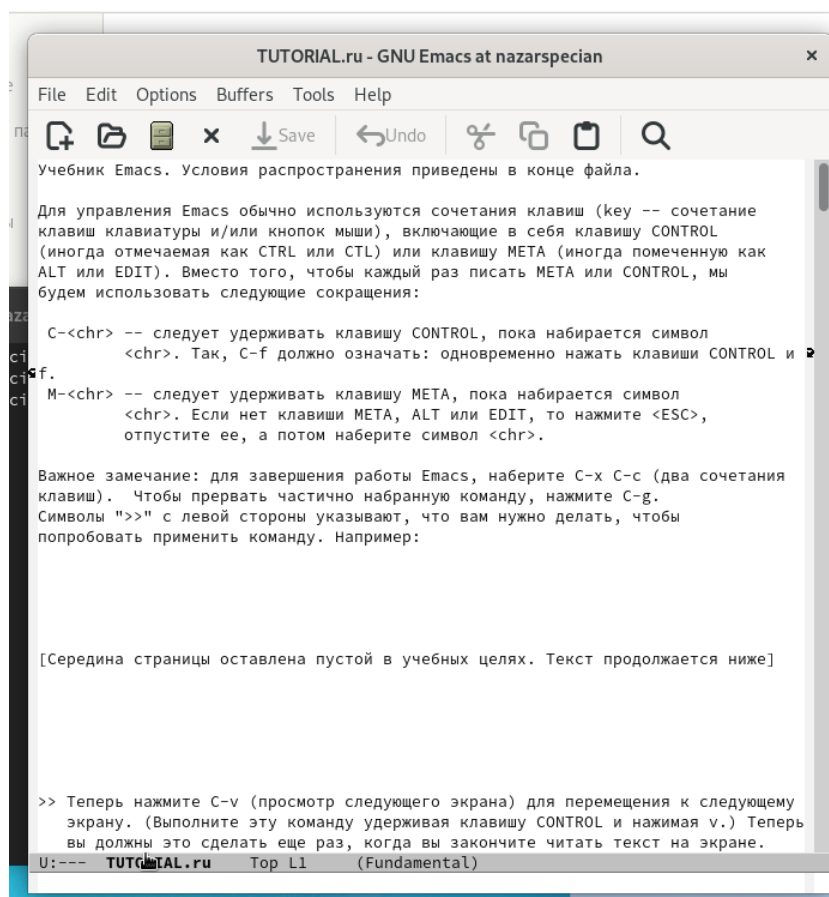 TUTORIAL.ru - GNU Emacs at nazarspecian
File Edit Options Buffers Tools Help
Save Undo
Учебник Emacs. Условия распространения приведены в конце файла.
Для управления Emacs обычно используются сочетания клавиш (key -- сочетание
клавиш клавиатуры и/или кнопок мыши), включающие в себя клавишу CONTROL
(иногда отмечаемая как CTRL или CTL) или клавишу META (иногда помеченную как
ALT или EDIT). Вместо того, чтобы каждый раз писать META или CONTROL, мы
будем использовать следующие сокращения:
C-<chr> -- следует удерживать клавишу CONTROL, пока набирается символ
<chr>. Так, C-f должно означать: одновременно нажать клавиши CONTROL и
f.
M-<chr> -- следует удерживать клавишу META, пока набирается символ
<chr>. Если нет клавиши META, ALT или EDIT, то нажмите <ESC>,
отпустите ее, а потом наберите символ <chr>.
Важное замечание: для завершения работы Emacs, наберите C-x C-c (два сочетания
клавиш).  Чтобы прервать частично набранную команду, нажмите C-g.
Символы ">>" с левой стороны указывают, что вам нужно делать, чтобы
попробовать применить команду. Например:
[Середина страницы оставлена пустой в учебных целях. Текст продолжается ниже]
>> Теперь нажмите C-v (просмотр следующего экрана) для перемещения к следующему
экрану. (Выполните эту команду удерживая клавишу CONTROL и нажимая v.) Теперь
вы должны это сделать еще раз, когда вы закончите читать текст на экране.
U:--- TUTORIAL.ru Top L1 (Fundamental)